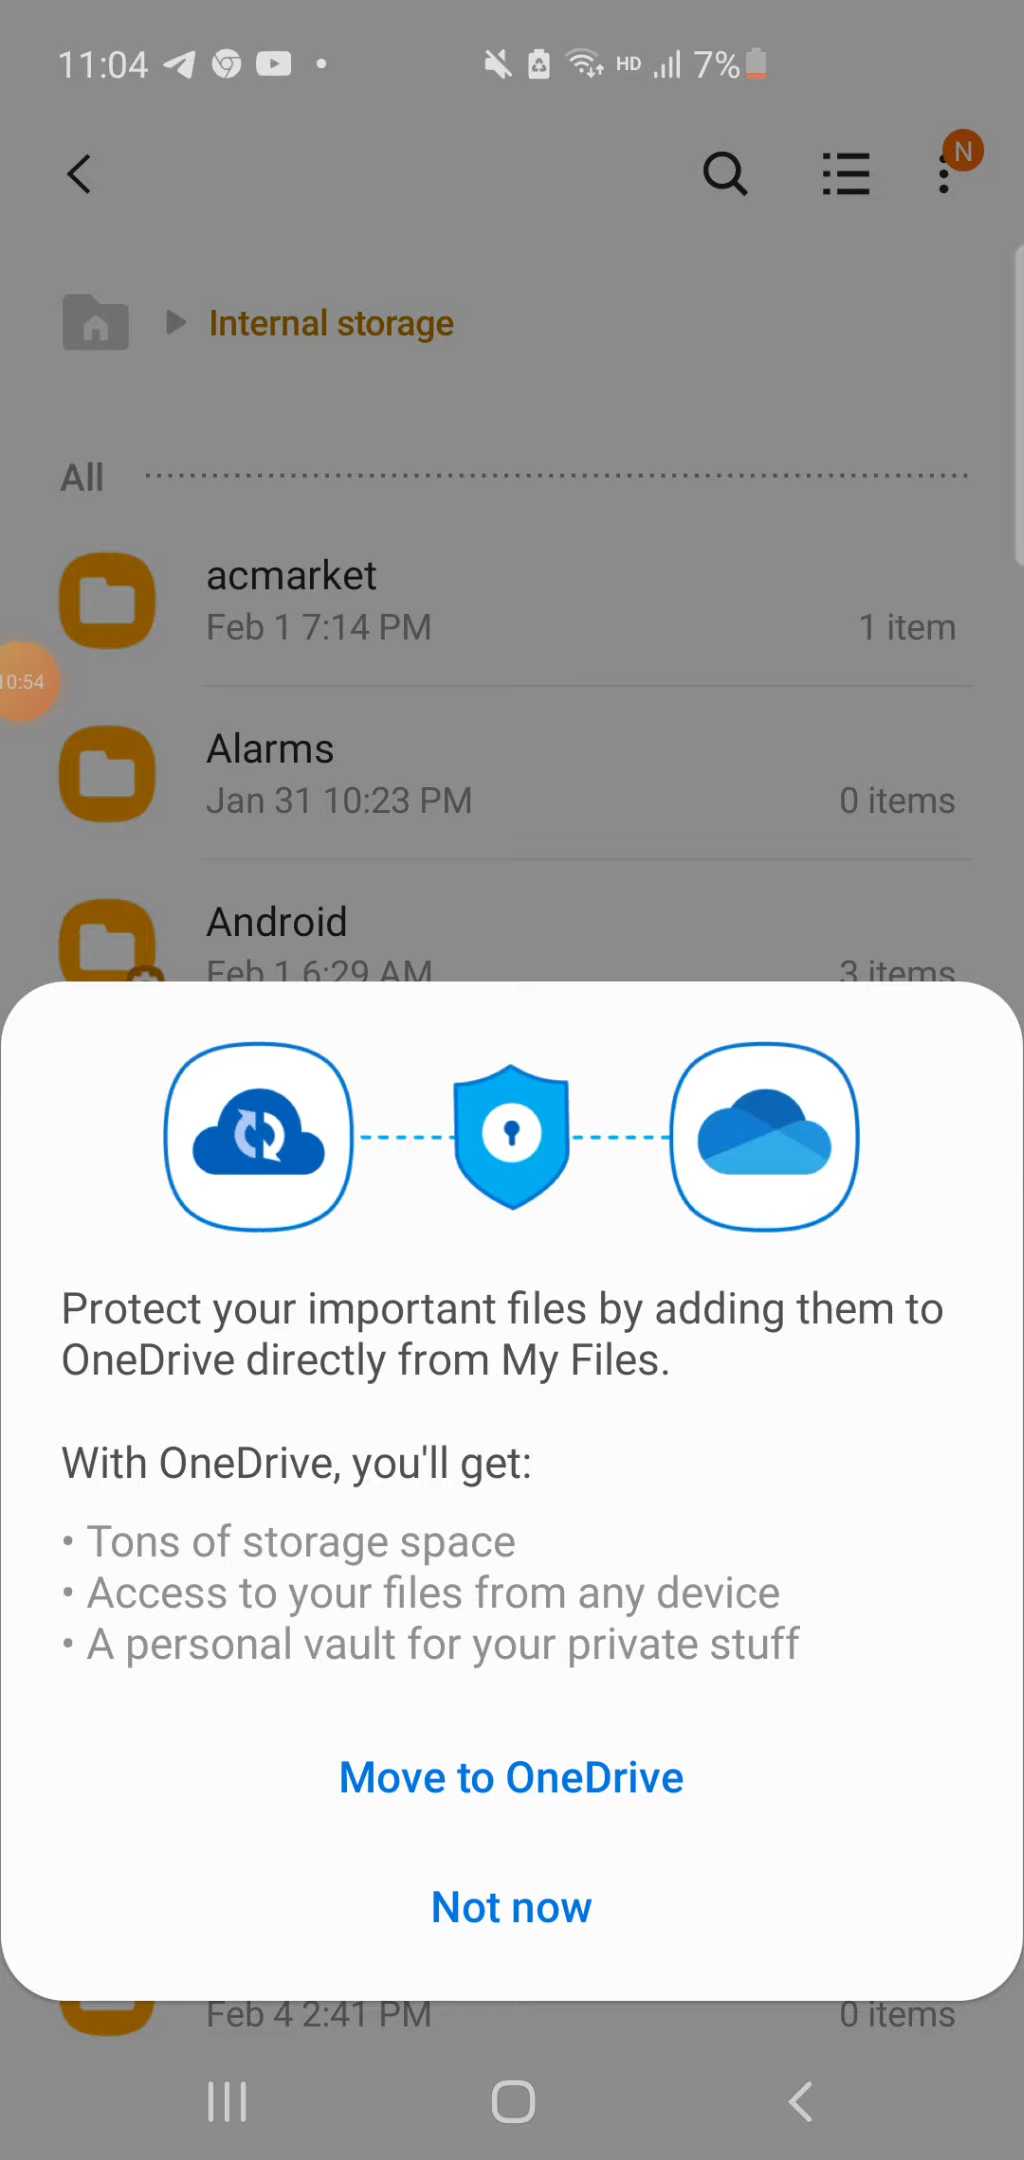 11:04 HD 7%
N
Internal storage
All
acmarket
Feb 1 7:14 PM 1 item
10:54
Alarms
Jan 31 10:23 PM 0 items
Android
Feb 1 6:29 AM 3 items
Protect your important files by adding them to
OneDrive directly from My Files.
With OneDrive, you'll get:
• Tons of storage space
• Access to your files from any device
• A personal vault for your private stuff
Move to OneDrive
Not now
Feb 4 2:41 PM 0 items